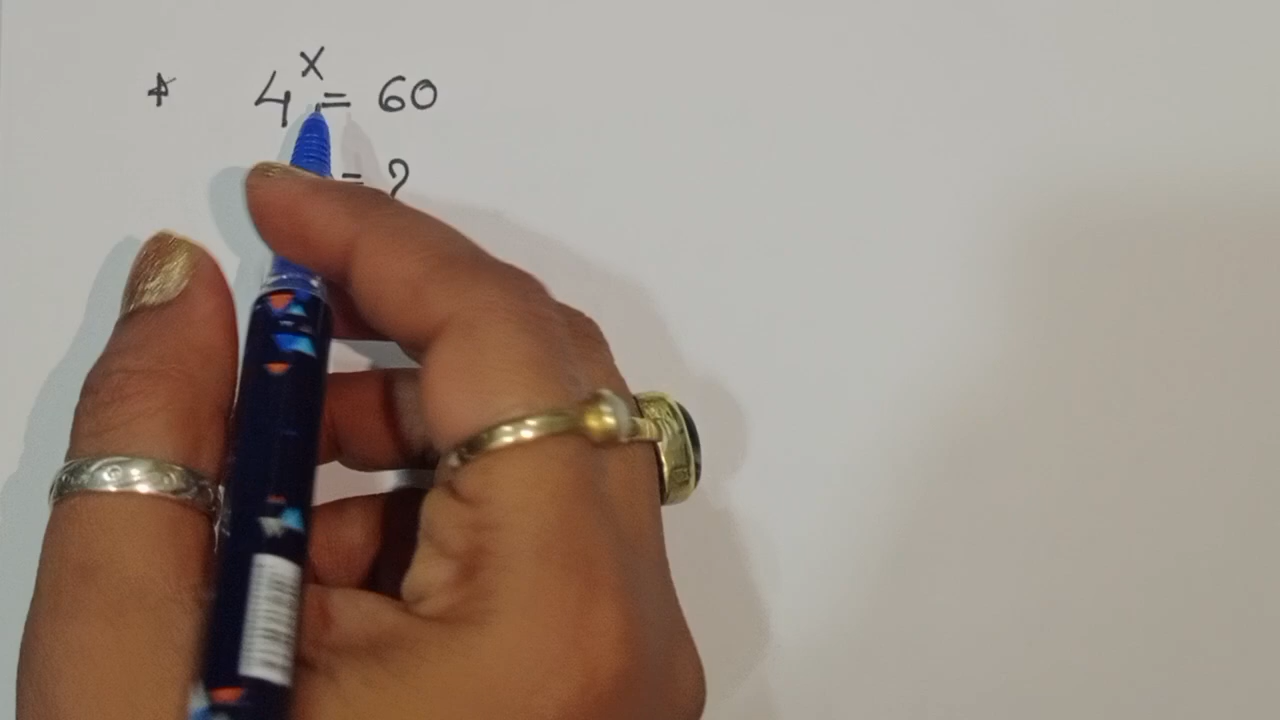 * 4^x = 60
= ?